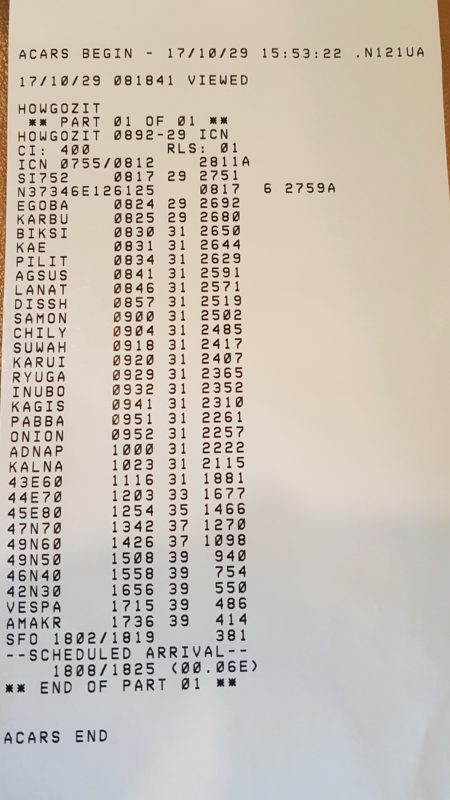 ACARS BEGIN - 17/10/29 15:53:22 .N121UA
17/10/29 081841 VIEWED
HOWGOZIT
** PART 01 OF 01 **
HOWGOZIT 0892-29 ICN
CI: 400 RLS: 01
ICN 0755/0812 2811A
SI752 0817 29 2751
N37346E126125 0817 6 2759A
EGOBA 0824 29 2692
KARBU 0825 29 2680
BIKSI 0830 31 2650
KAE 0831 31 2644
PILIT 0834 31 2629
AGSUS 0841 31 2591
LANAT 0846 31 2571
DISSH 0857 31 2519
SAMON 0900 31 2502
CHILY 0904 31 2485
SUWAH 0918 31 2417
KARUI 0920 31 2407
RYUGA 0929 31 2365
INUBO 0932 31 2352
KAGIS 0941 31 2310
PABBA 0951 31 2261
ONION 0952 31 2257
ADNAP 1000 31 2222
KALNA 1023 31 2115
43E60 1116 31 1881
44E70 1203 33 1677
45E80 1254 35 1466
47N70 1342 37 1270
49N60 1426 37 1098
49N50 1508 39 940
46N40 1558 39 754
42N30 1656 39 550
VESPA 1715 39 486
AMAKR 1736 39 414
SFO 1802/1819 381
--SCHEDULED ARRIVAL--
1808/1825 (00.06E)
** END OF PART 01 **
ACARS END